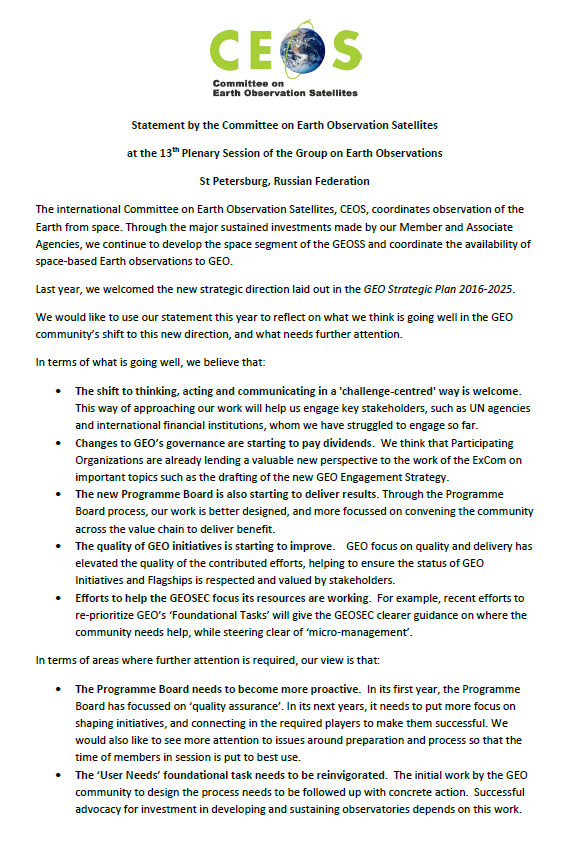 CEOS
Committee on
Earth Observation Satellites
Statement by the Committee on Earth Observation Satellites
at the 13th Plenary Session of the Group on Earth Observations
St Petersburg, Russian Federation
The international Committee on Earth Observation Satellites, CEOS, coordinates observation of the
Earth from space. Through the major sustained investments made by our Member and Associate
Agencies, we continue to develop the space segment of the GEOSS and coordinate the availability of
space-based Earth observations to GEO.
Last year, we welcomed the new strategic direction laid out in the GEO Strategic Plan 2016-2025.
We would like to use our statement this year to reflect on what we think is going well in the GEO
community's shift to this new direction, and what needs further attention.
In terms of what is going well, we believe that:
• The shift to thinking, acting and communicating in a 'challenge-centred' way is welcome.
This way of approaching our work will help us engage key stakeholders, such as UN agencies
and international financial institutions, whom we have struggled to engage so far.
• Changes to GEO's governance are starting to pay dividends. We think that Participating
Organizations are already lending a valuable new perspective to the work of the ExCom on
important topics such as the drafting of the new GEO Engagement Strategy.
• The new Programme Board is also starting to deliver results. Through the Programme
Board process, our work is better designed, and more focussed on convening the community
across the value chain to deliver benefit.
• The quality of GEO initiatives is starting to improve. GEO focus on quality and delivery has
elevated the quality of the contributed efforts, helping to ensure the status of GEO
Initiatives and Flagships is respected and valued by stakeholders.
• Efforts to help the GEOSEC focus its resources are working. For example, recent efforts to
re-prioritize GEO's 'Foundational Tasks' will give the GEOSEC clearer guidance on where the
community needs help, while steering clear of 'micro-management'.
In terms of areas where further attention is required, our view is that:
• The Programme Board needs to become more proactive. In its first year, the Programme
Board has focussed on 'quality assurance'. In its next years, it needs to put more focus on
shaping initiatives, and connecting in the required players to make them successful. We
would also like to see more attention to issues around preparation and process so that the
time of members in session is put to best use.
• The 'User Needs' foundational task needs to be reinvigorated. The initial work by the GEO
community to design the process needs to be followed up with concrete action. Successful
advocacy for investment in developing and sustaining observatories depends on this work.